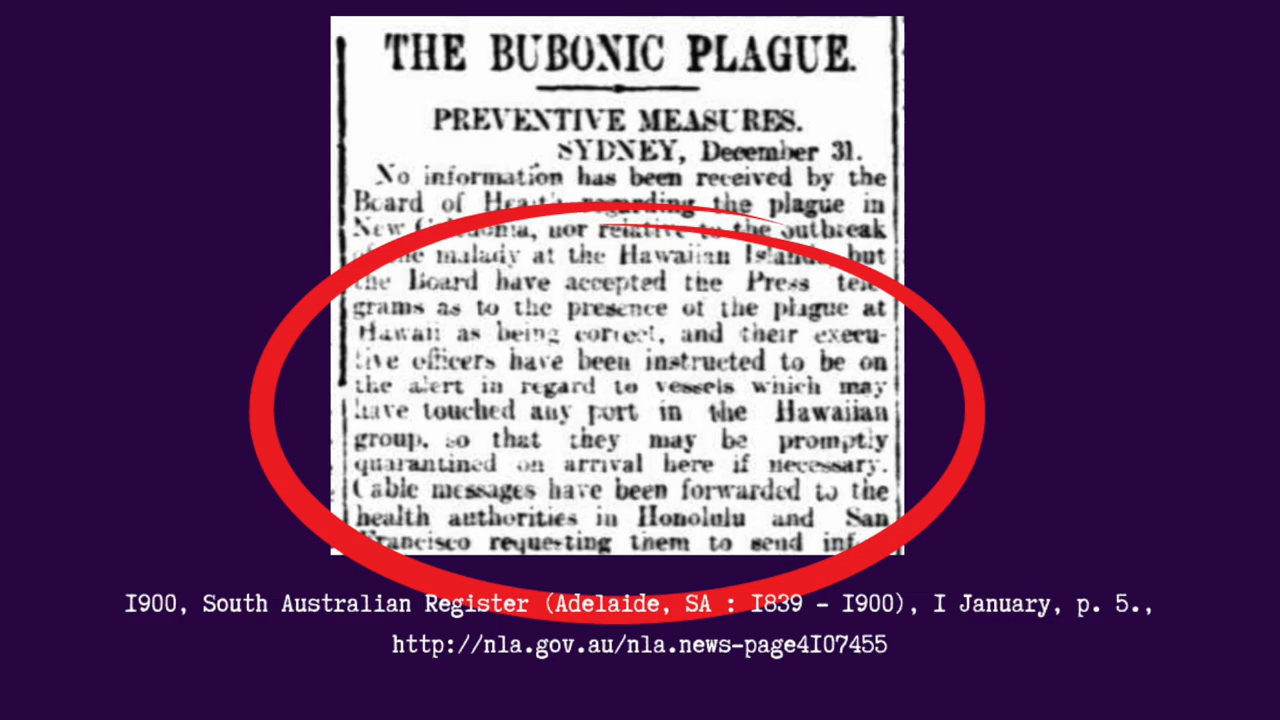 THE BUBONIC PLAGUE.
PREVENTIVE MEASURES.
SYDNEY, December 31.
No information has been received by the
Board of Health regarding the plague in
New Caledonia, nor relative to the outbreak
of the malady at the Hawaiian Islands, but
the Board have accepted the Press tele-
grams as to the presence of the plague at
Hawaii as being correct, and their execu-
tive officers have been instructed to be on
the alert in regard to vessels which may
have touched any port in the Hawaiian
group, so that they may be promptly
quarantined on arrival here if necessary.
Cable messages have been forwarded to the
health authorities in Honolulu and San
Francisco requesting them to send
I900, South Australian Register (Adelaide, SA : I839 - I900), I January, p. 5.,
http://nla.gov.au/nla.news-page4I07455